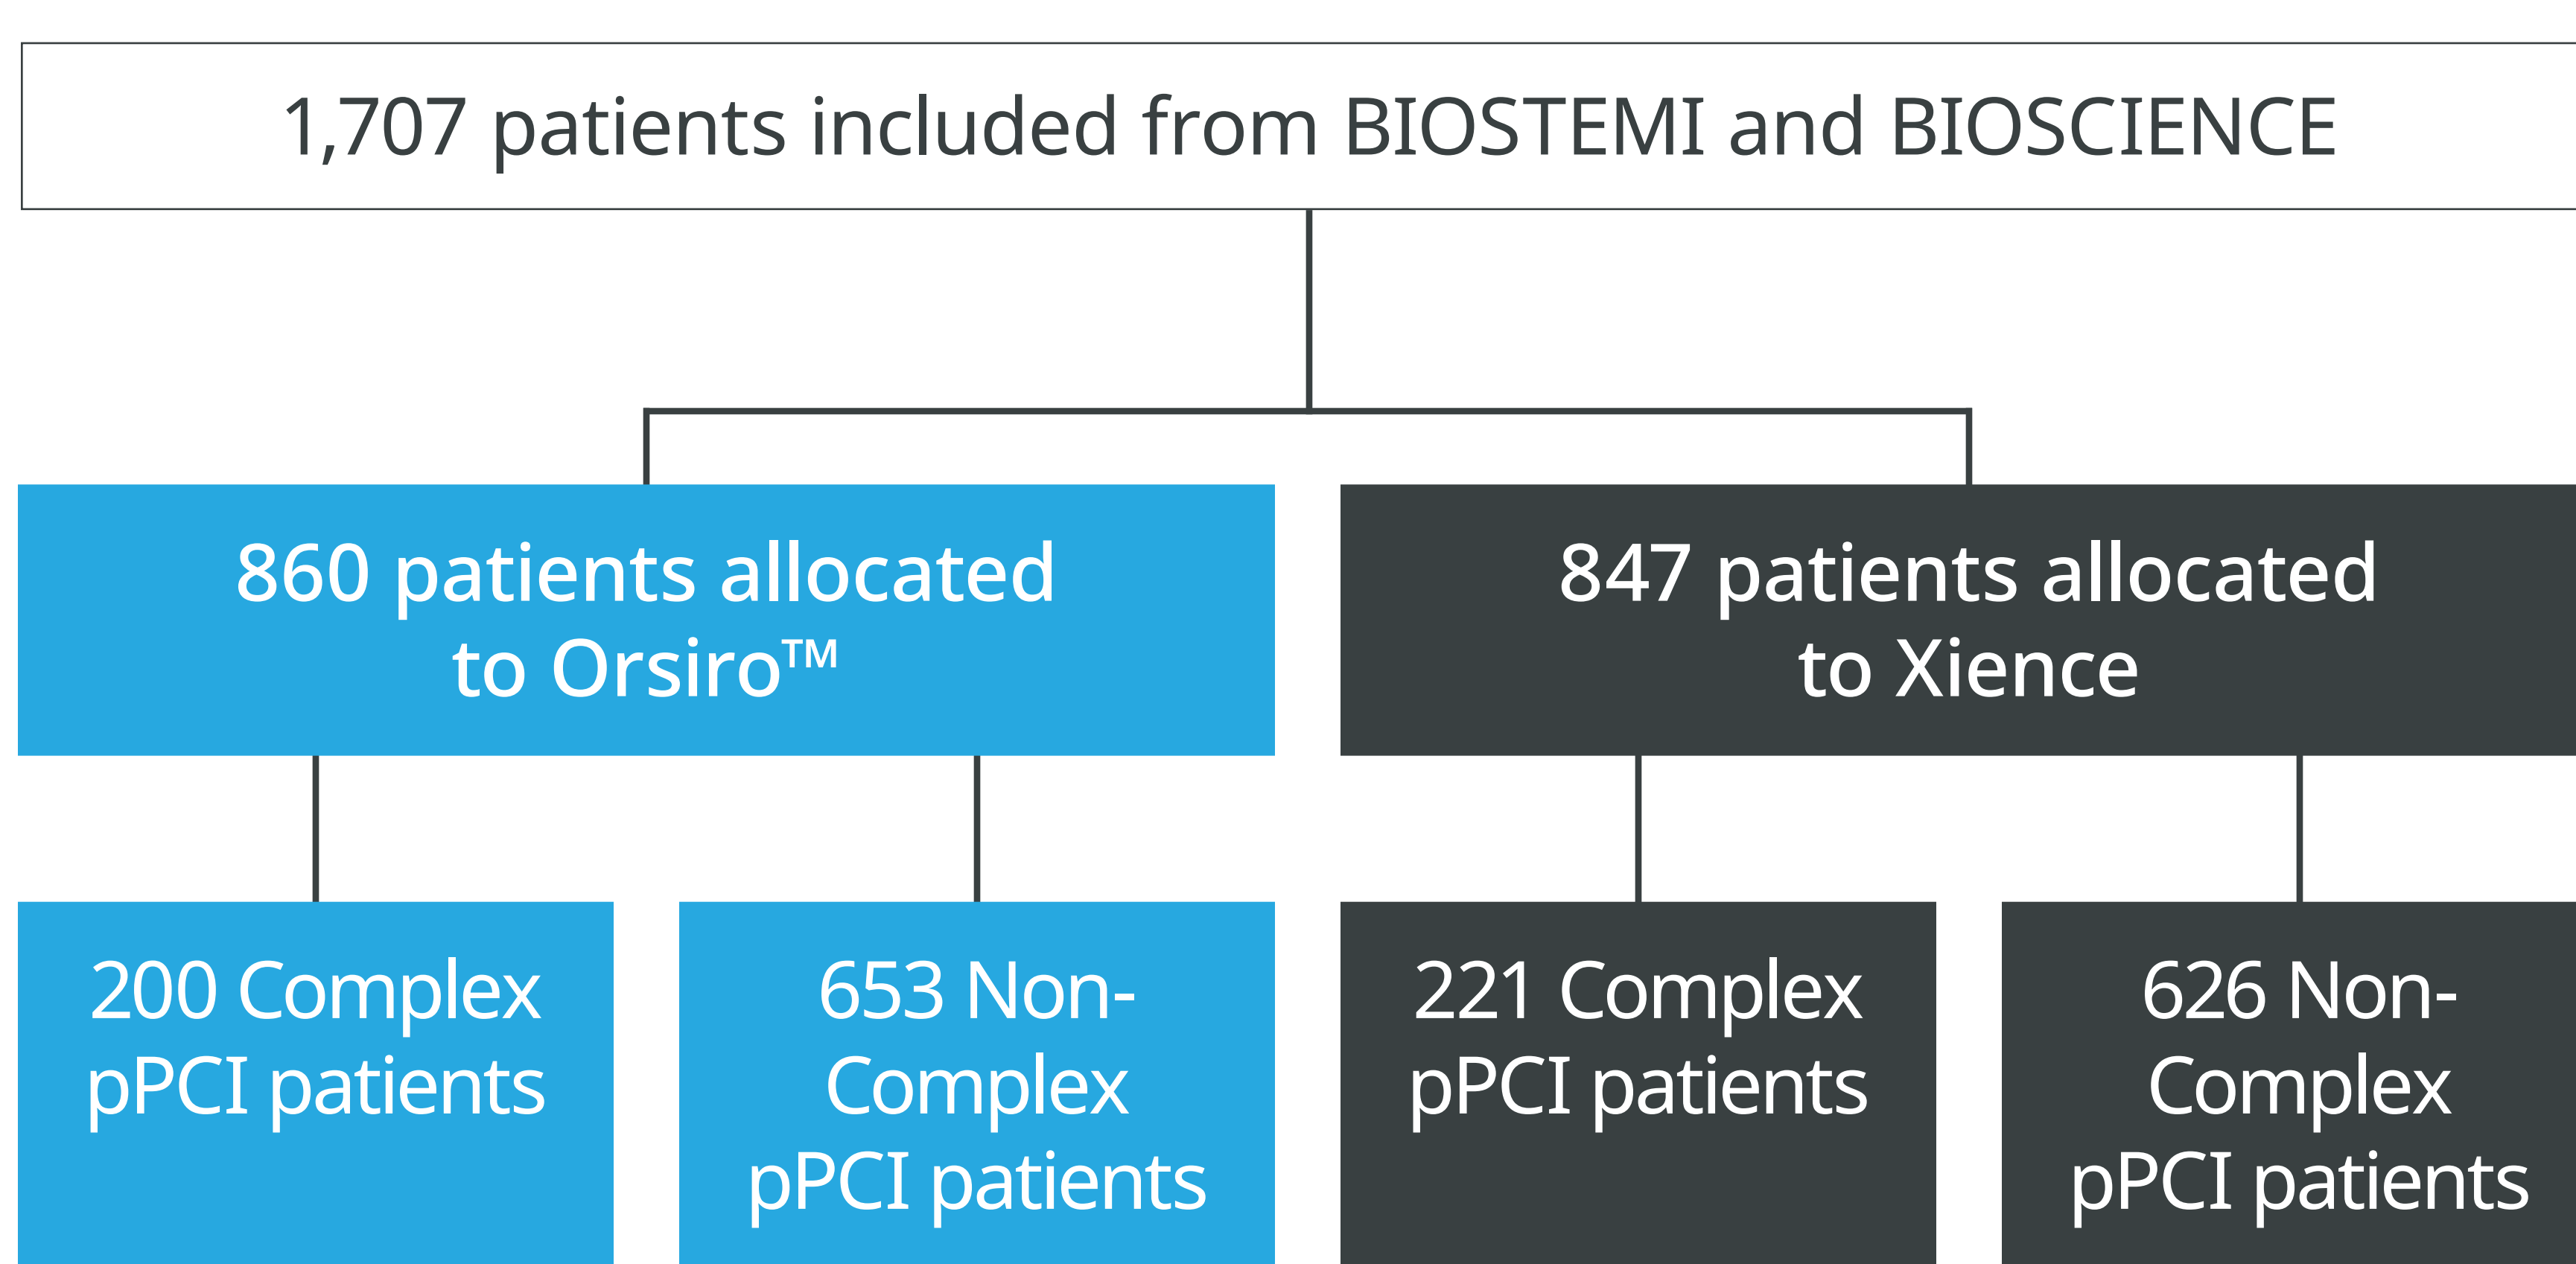 1,707 patients included from BIOSTEMI and BIOSCIENCE
860 patients allocated
to Orsiro™
847 patients allocated
to Xience
200 Complex
pPCI patients
653 Non-
Complex
pPCI patients
221 Complex
pPCI patients
626 Non-
Complex
pPCI patients